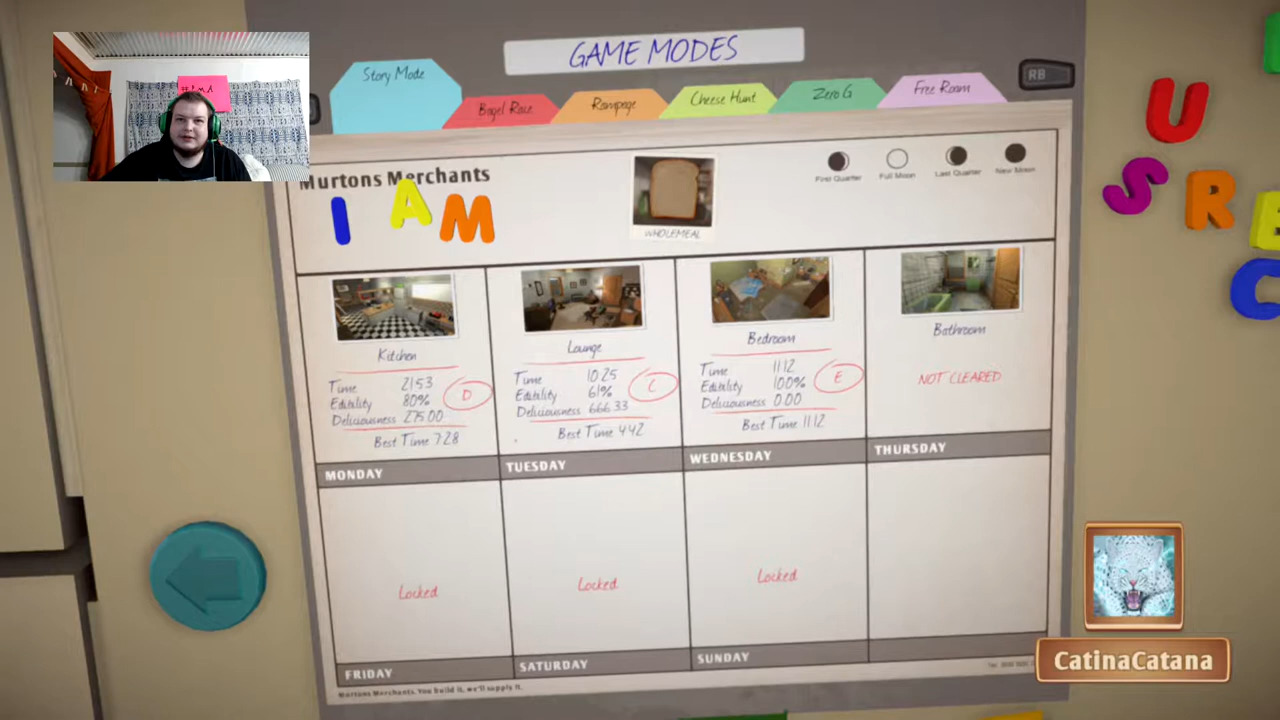 GAME MODES
RB
Story Mode
Bagel Race
Rampage
Cheese Hunt
Zero G
Free Roam
Murtons Merchants
I AM
WHOLEMEAL
First Quarter
Full Moon
Last Quarter
New Moon
U
S R E
C
Kitchen
Time 21:53
Edibility 80%
Deliciousness 275.00
D
Best Time 7:28
Lounge
Time 10:25
Edibility 61%
Deliciousness 666.33
C
Best Time 4:42
Bedroom
Time 11:12
Edibility 100%
Deliciousness 0.00
E
Best Time 11:12
Bathroom
NOT CLEARED
MONDAY
TUESDAY
WEDNESDAY
THURSDAY
Locked
Locked
Locked
FRIDAY
SATURDAY
SUNDAY
Murtons Merchants. You build it, we'll supply it.
CatinaCatana